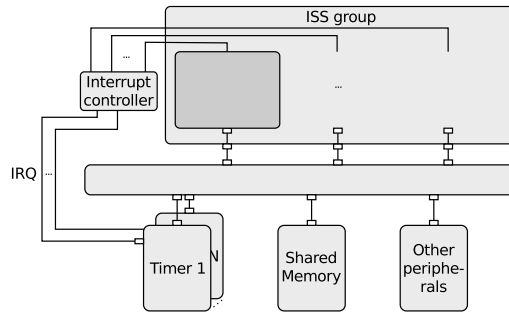 ISS group
...
...
Interrupt
controller
IRQ ...
N
Timer 1
Shared
Memory
Other
periphe-
rals